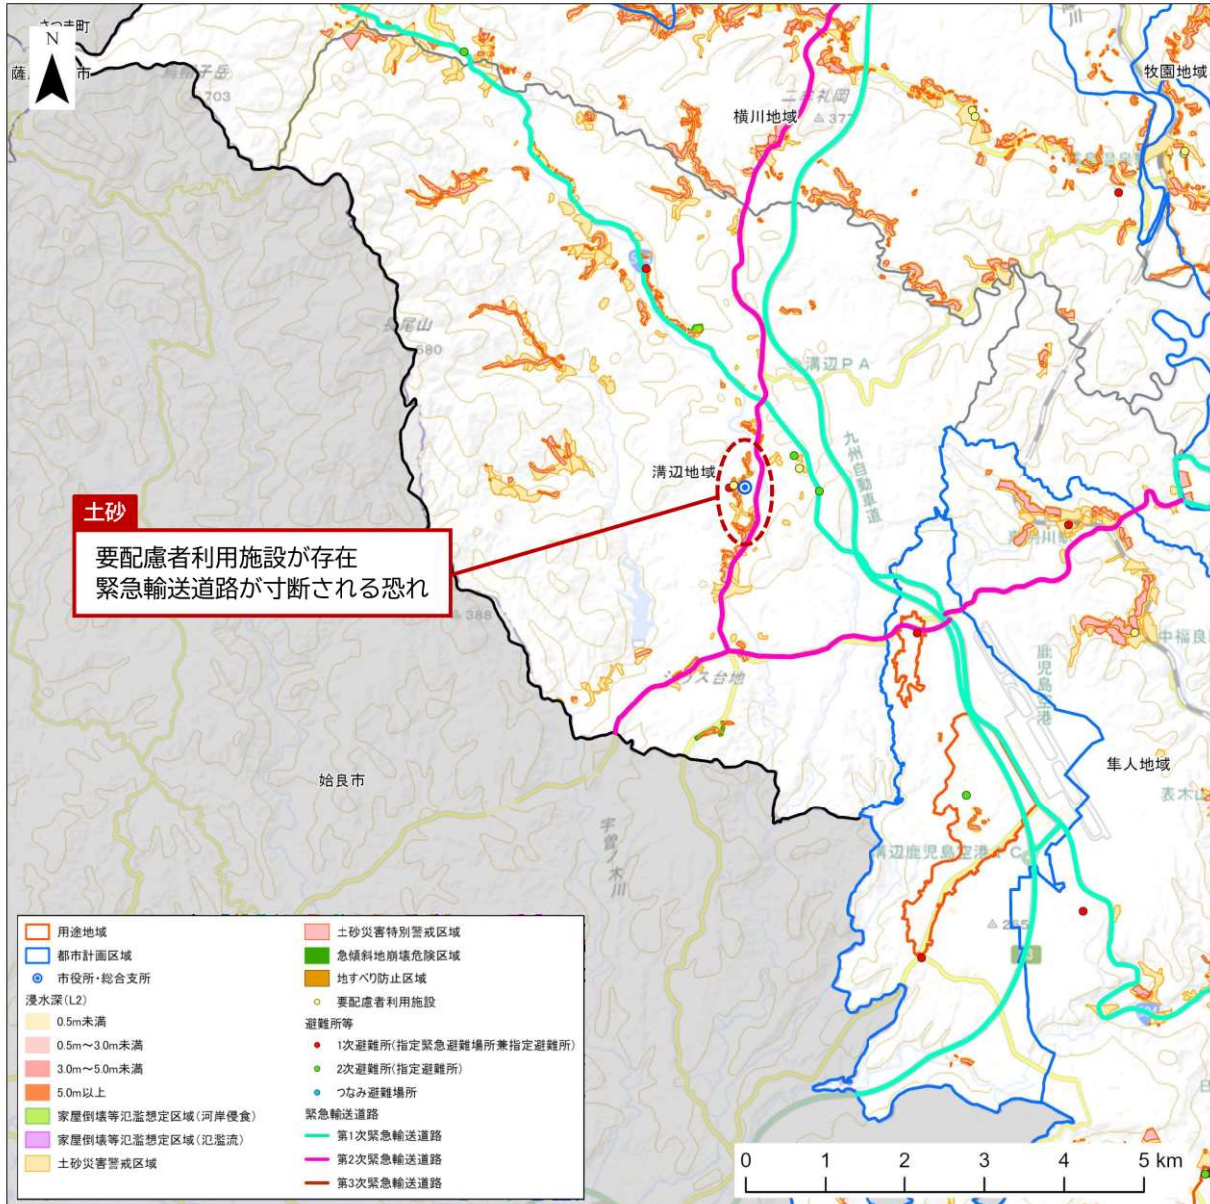 さつま町
N
703
牧園地域
横川地域
二牟礼岡
377
長尾山
580
溝辺PA
九州自動車道
溝辺地域
土砂
要配慮者利用施設が存在
緊急輸送道路が寸断される恐れ
388
シラス台地
鹿児島空港
隼人地域
姶良市
宇曽ノ木川
表木山
265
用途地域
都市計画区域
市役所・総合支所
浸水深(L2)
0.5m未満
0.5m～3.0m未満
3.0m～5.0m未満
5.0m以上
家屋倒壊等氾濫想定区域(河岸侵食)
家屋倒壊等氾濫想定区域(氾濫流)
土砂災害警戒区域
土砂災害特別警戒区域
急傾斜地崩壊危険区域
地すべり防止区域
要配慮者利用施設
避難所等
1次避難所(指定緊急避難場所兼指定避難所)
2次避難所(指定避難所)
つなみ避難場所
緊急輸送道路
第1次緊急輸送道路
第2次緊急輸送道路
第3次緊急輸送道路
0 1 2 3 4 5 km